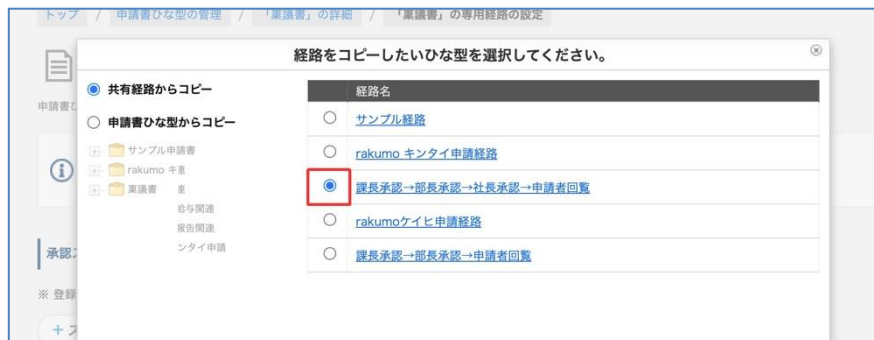 トップ / 申請書ひな型の管理 / 「稟議書」の詳細 / 「稟議書」の専用経路の設定
経路をコピーしたいひな型を選択してください。
共有経路からコピー
申請書ひな型からコピー
サンプル申請書
rakumo キ
稟議書
給与関連
報告関連
ンタイ申請
経路名
サンプル経路
rakumo キンタイ申請経路
課長承認→部長承認→社長承認→申請者回覧
rakumoケイヒ申請経路
課長承認→部長承認→申請者回覧
申請書ひ
承認
※ 登録
+ ス